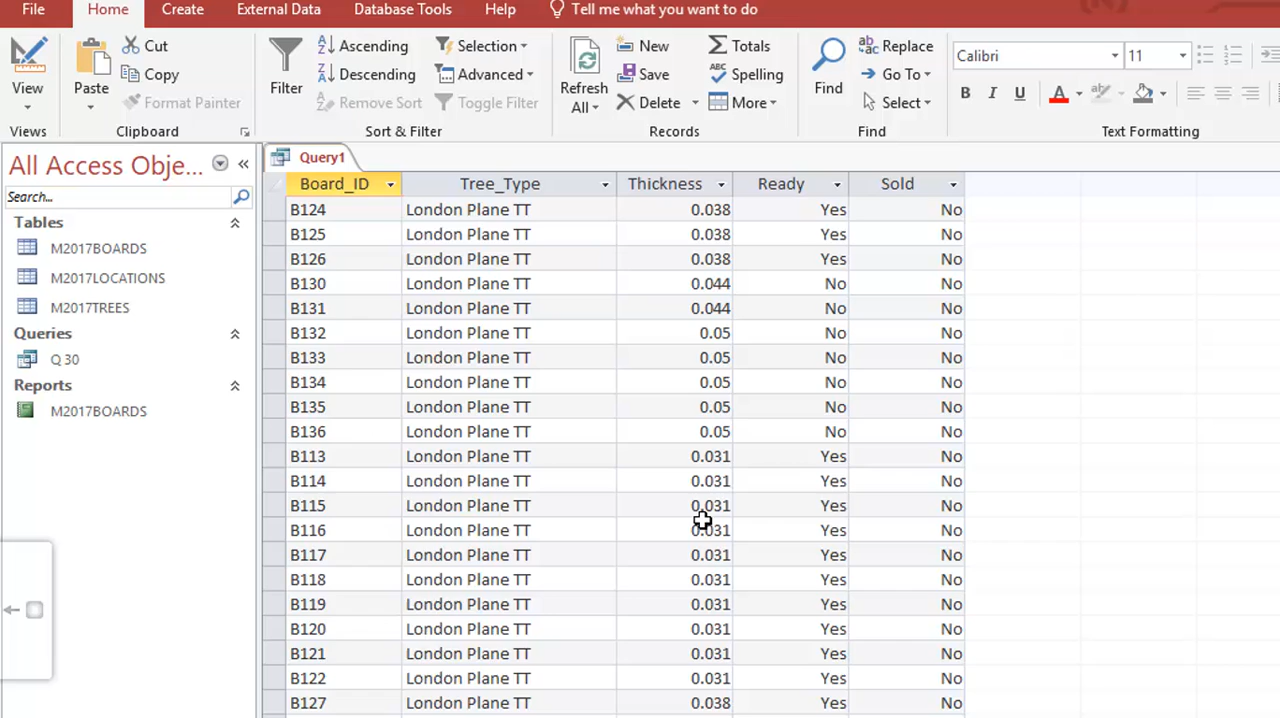 File Home Create External Data Database Tools Help Tell me what you want to do
View
Views
Paste
Cut
Copy
Format Painter
Clipboard
Filter
Ascending
Descending
Remove Sort
Selection
Advanced
Toggle Filter
Sort & Filter
Refresh
All
New
Save
Delete
Totals
Spelling
More
Records
Find
Replace
Go To
Select
Find
Calibri 11
B I U A
Text Formatting
All Access Obje...
Search...
Tables
M2017BOARDS
M2017LOCATIONS
M2017TREES
Queries
Q 30
Reports
M2017BOARDS
Query1
Board_ID Tree_Type Thickness Ready Sold
B124 London Plane TT 0.038 Yes No
B125 London Plane TT 0.038 Yes No
B126 London Plane TT 0.038 Yes No
B130 London Plane TT 0.044 No No
B131 London Plane TT 0.044 No No
B132 London Plane TT 0.05 No No
B133 London Plane TT 0.05 No No
B134 London Plane TT 0.05 No No
B135 London Plane TT 0.05 No No
B136 London Plane TT 0.05 No No
B113 London Plane TT 0.031 Yes No
B114 London Plane TT 0.031 Yes No
B115 London Plane TT 0.031 Yes No
B116 London Plane TT 0.031 Yes No
B117 London Plane TT 0.031 Yes No
B118 London Plane TT 0.031 Yes No
B119 London Plane TT 0.031 Yes No
B120 London Plane TT 0.031 Yes No
B121 London Plane TT 0.031 Yes No
B122 London Plane TT 0.031 Yes No
B127 London Plane TT 0.038 Yes No